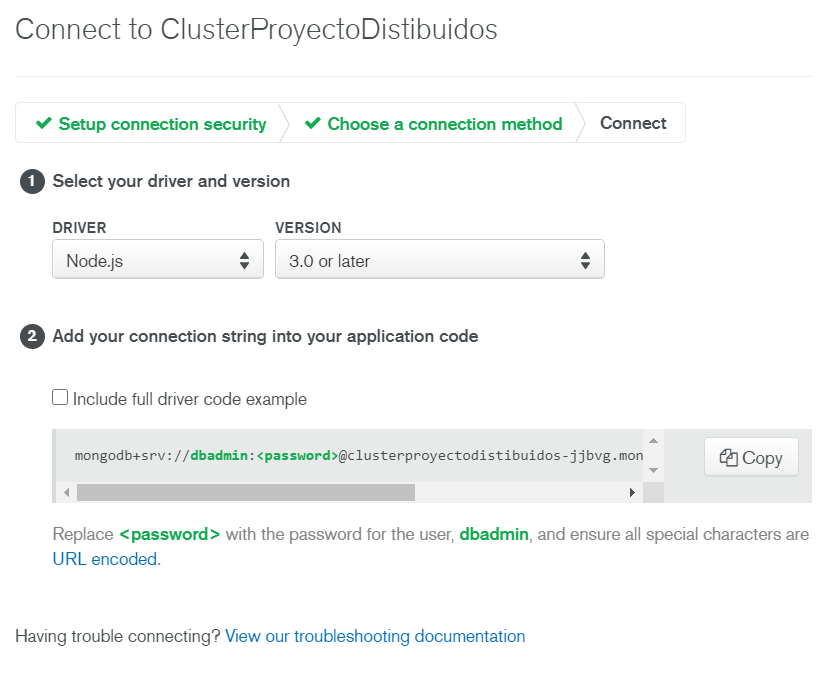 Connect to ClusterProyectoDistibuidos
Setup connection security
Choose a connection method
Connect
1 Select your driver and version
DRIVER
VERSION
Node.js
3.0 or later
2 Add your connection string into your application code
Include full driver code example
mongodb+srv://dbadmin:<password>@clusterproyectodistibuidos-jjbvg.mon
Copy
Replace <password> with the password for the user, dbadmin, and ensure all special characters are
URL encoded.
Having trouble connecting? View our troubleshooting documentation